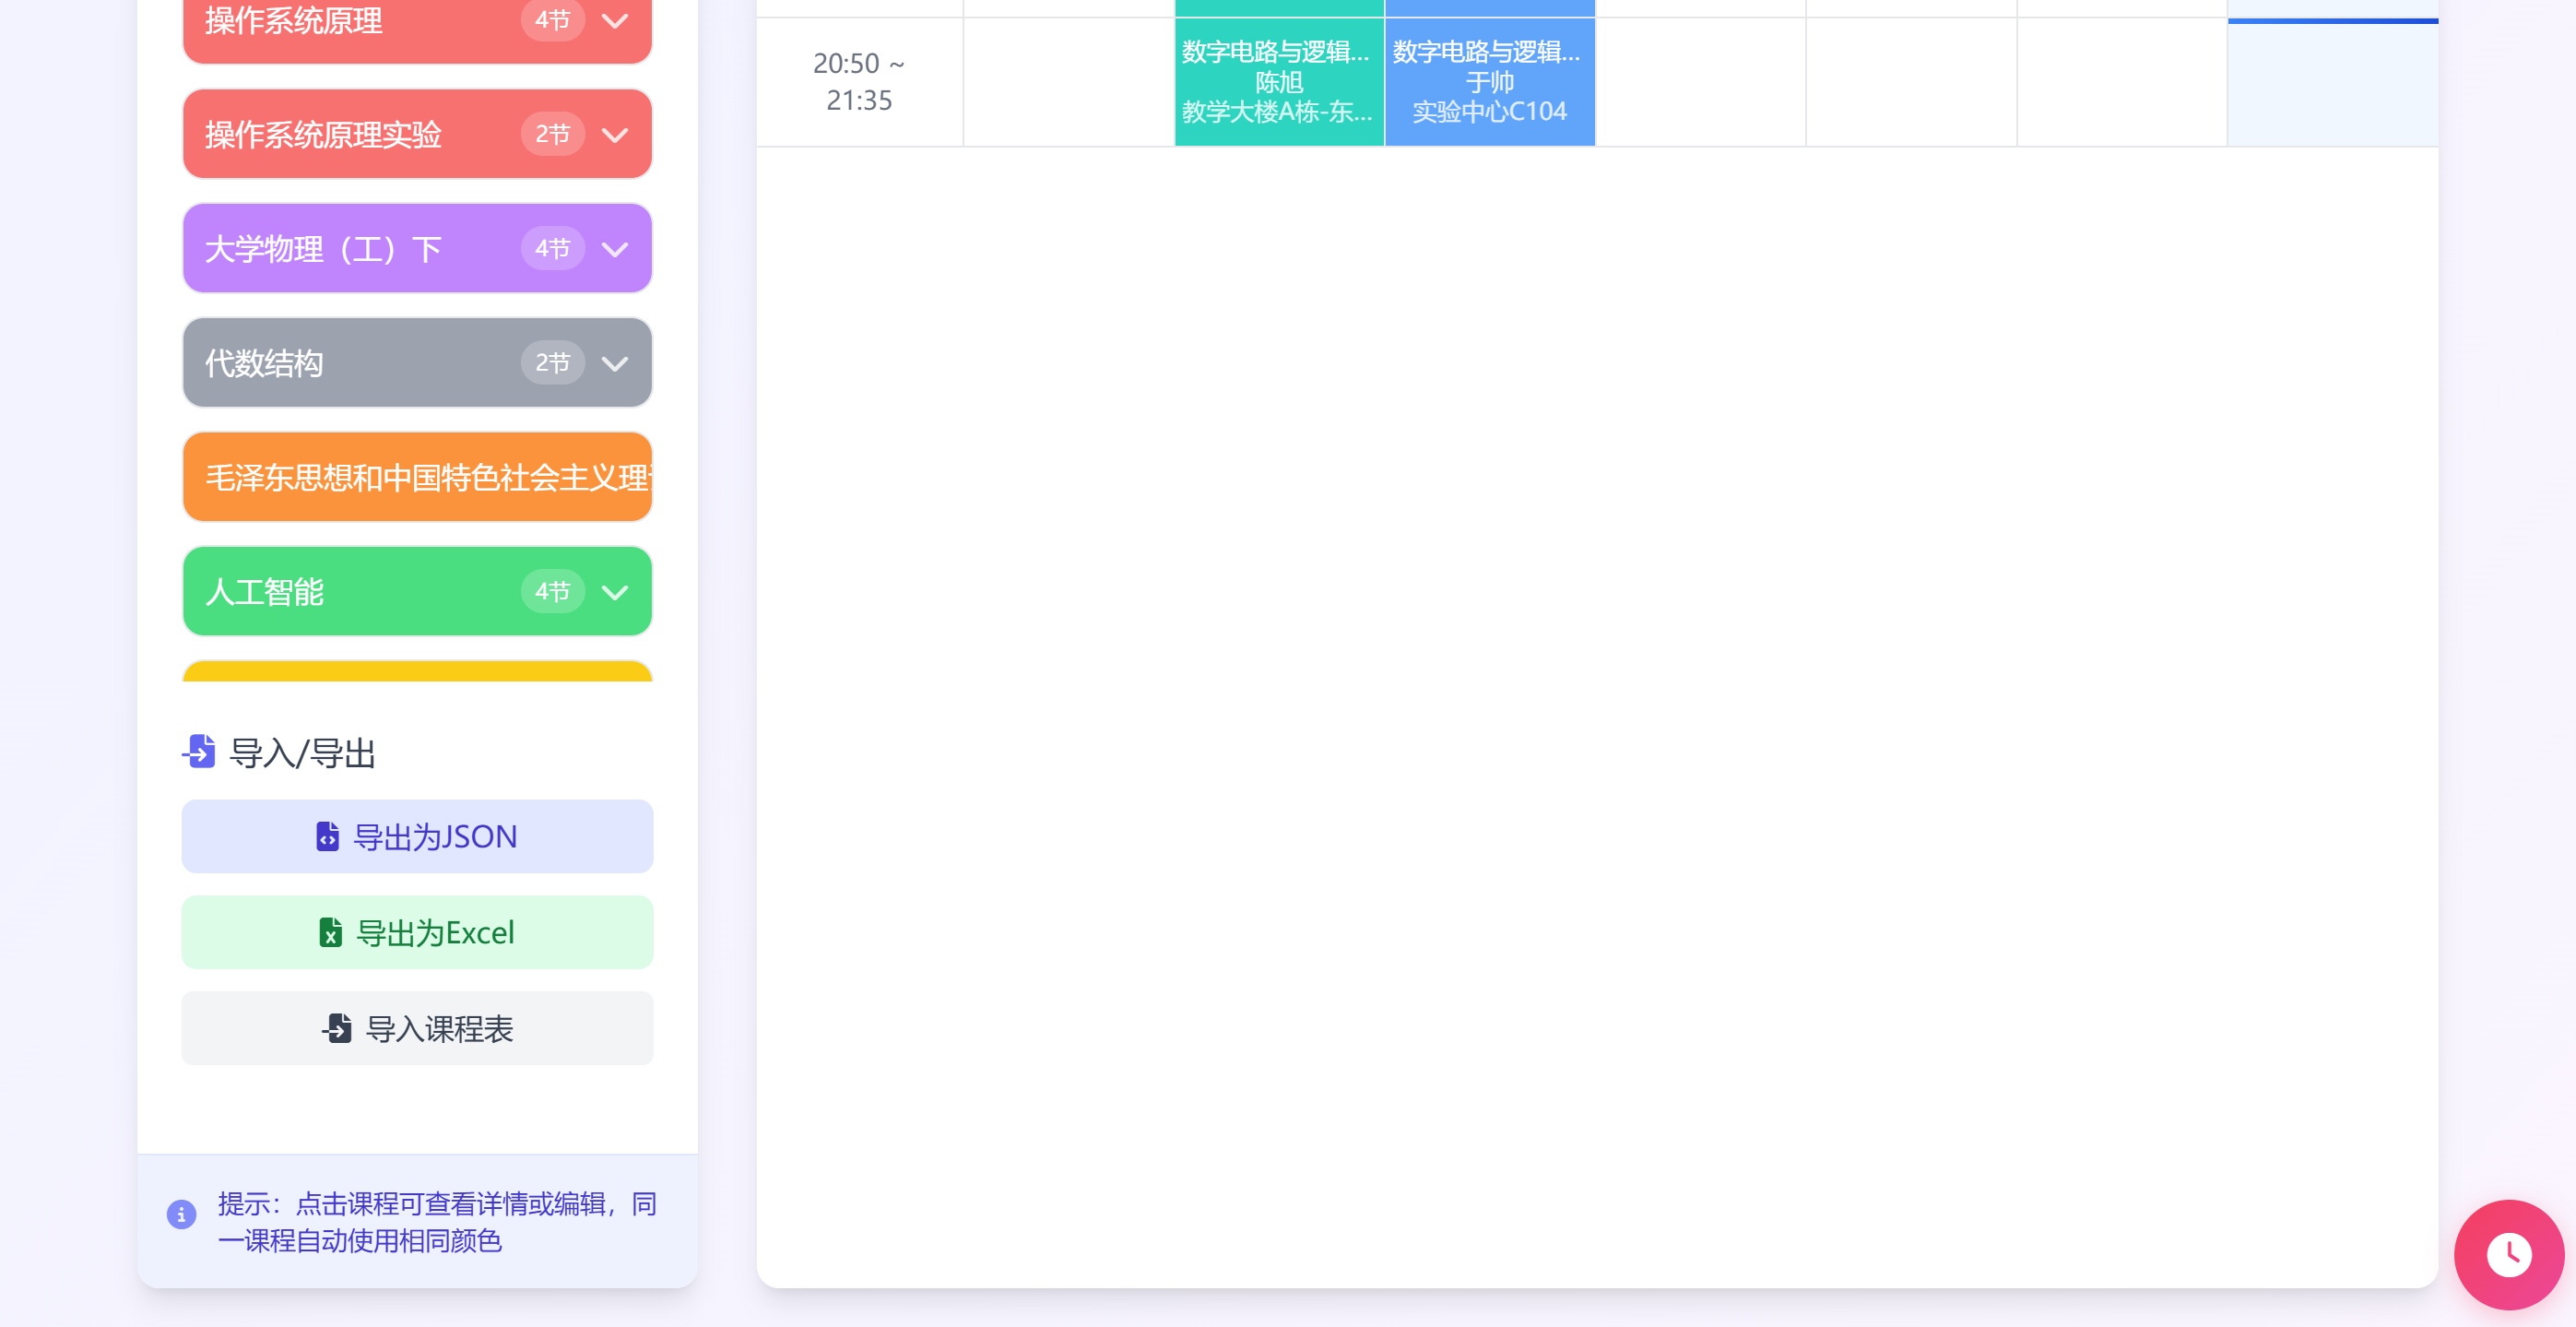 操作系统原理 4节
操作系统原理实验 2节
大学物理（工）下 4节
代数结构 2节
毛泽东思想和中国特色社会主义理
人工智能 4节
导入/导出
导出为JSON
导出为Excel
导入课程表
提示：点击课程可查看详情或编辑，同
一课程自动使用相同颜色
20:50 ~
21:35
数字电路与逻辑...
陈旭
教学大楼A栋-东...
数字电路与逻辑...
于帅
实验中心C104